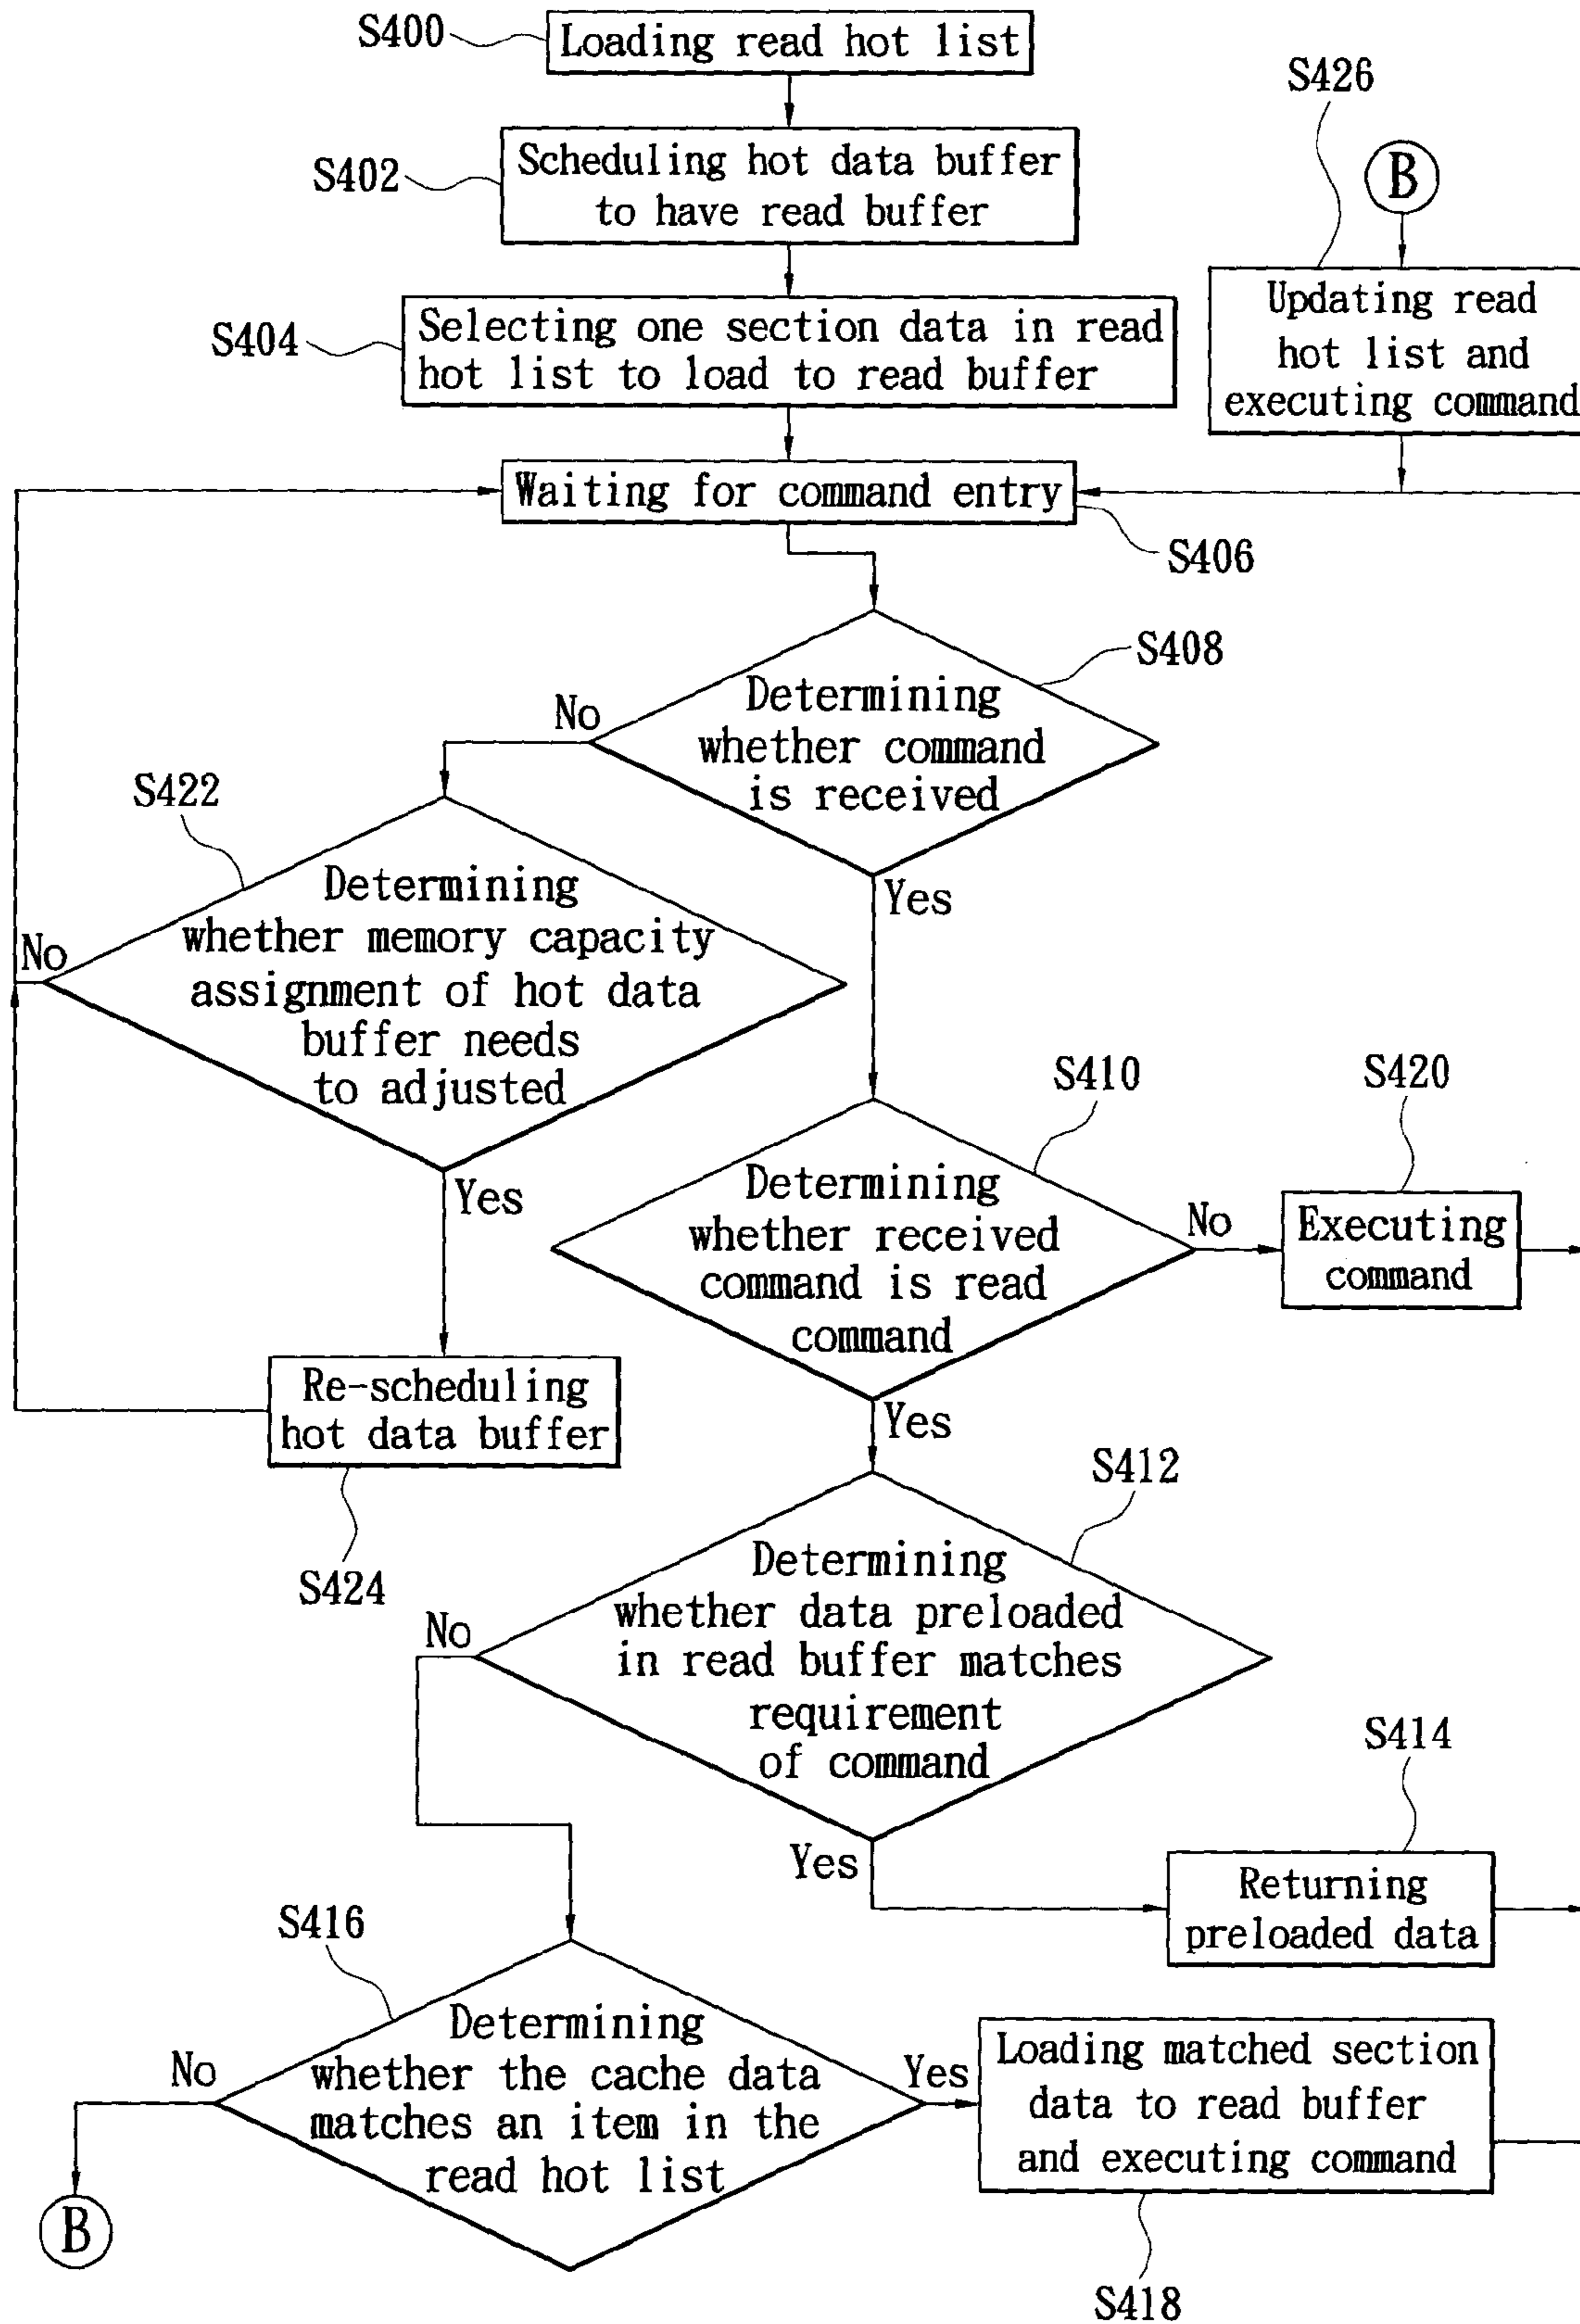 S400
Loading read hot list
S426
S402
Scheduling hot data buffer
to have read buffer
B
S404
Selecting one section data in read
hot list to load to read buffer
Updating read
hot list and
executing command
Waiting for command entry
S406
S408
Determining
whether command
is received
No
Yes
S422
Determining
whether memory capacity
assignment of hot data
buffer needs
to adjusted
No
Yes
S410
Determining
whether received
command is read
command
No
Yes
S420
Executing
command
Re-scheduling
hot data buffer
S424
S412
Determining
whether data preloaded
in read buffer matches
requirement
of command
No
Yes
S414
Returning
preloaded data
S416
Determining
whether the cache data
matches an item in the
read hot list
No
Yes
Loading matched section
data to read buffer
and executing command
B
S418